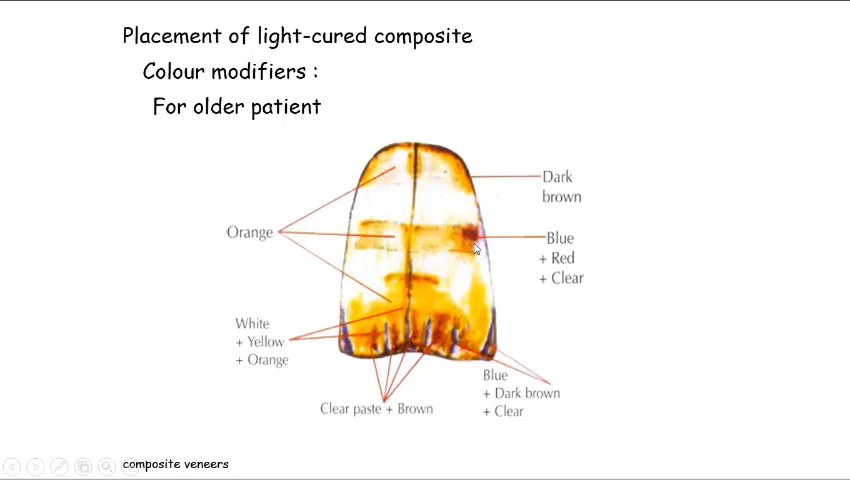 Placement of light-cured composite
Colour modifiers :
For older patient
Dark
brown
Orange
Blue
+ Red
+ Clear
White
+ Yellow
+ Orange
Blue
+ Dark brown
+ Clear
Clear paste + Brown
composite veneers